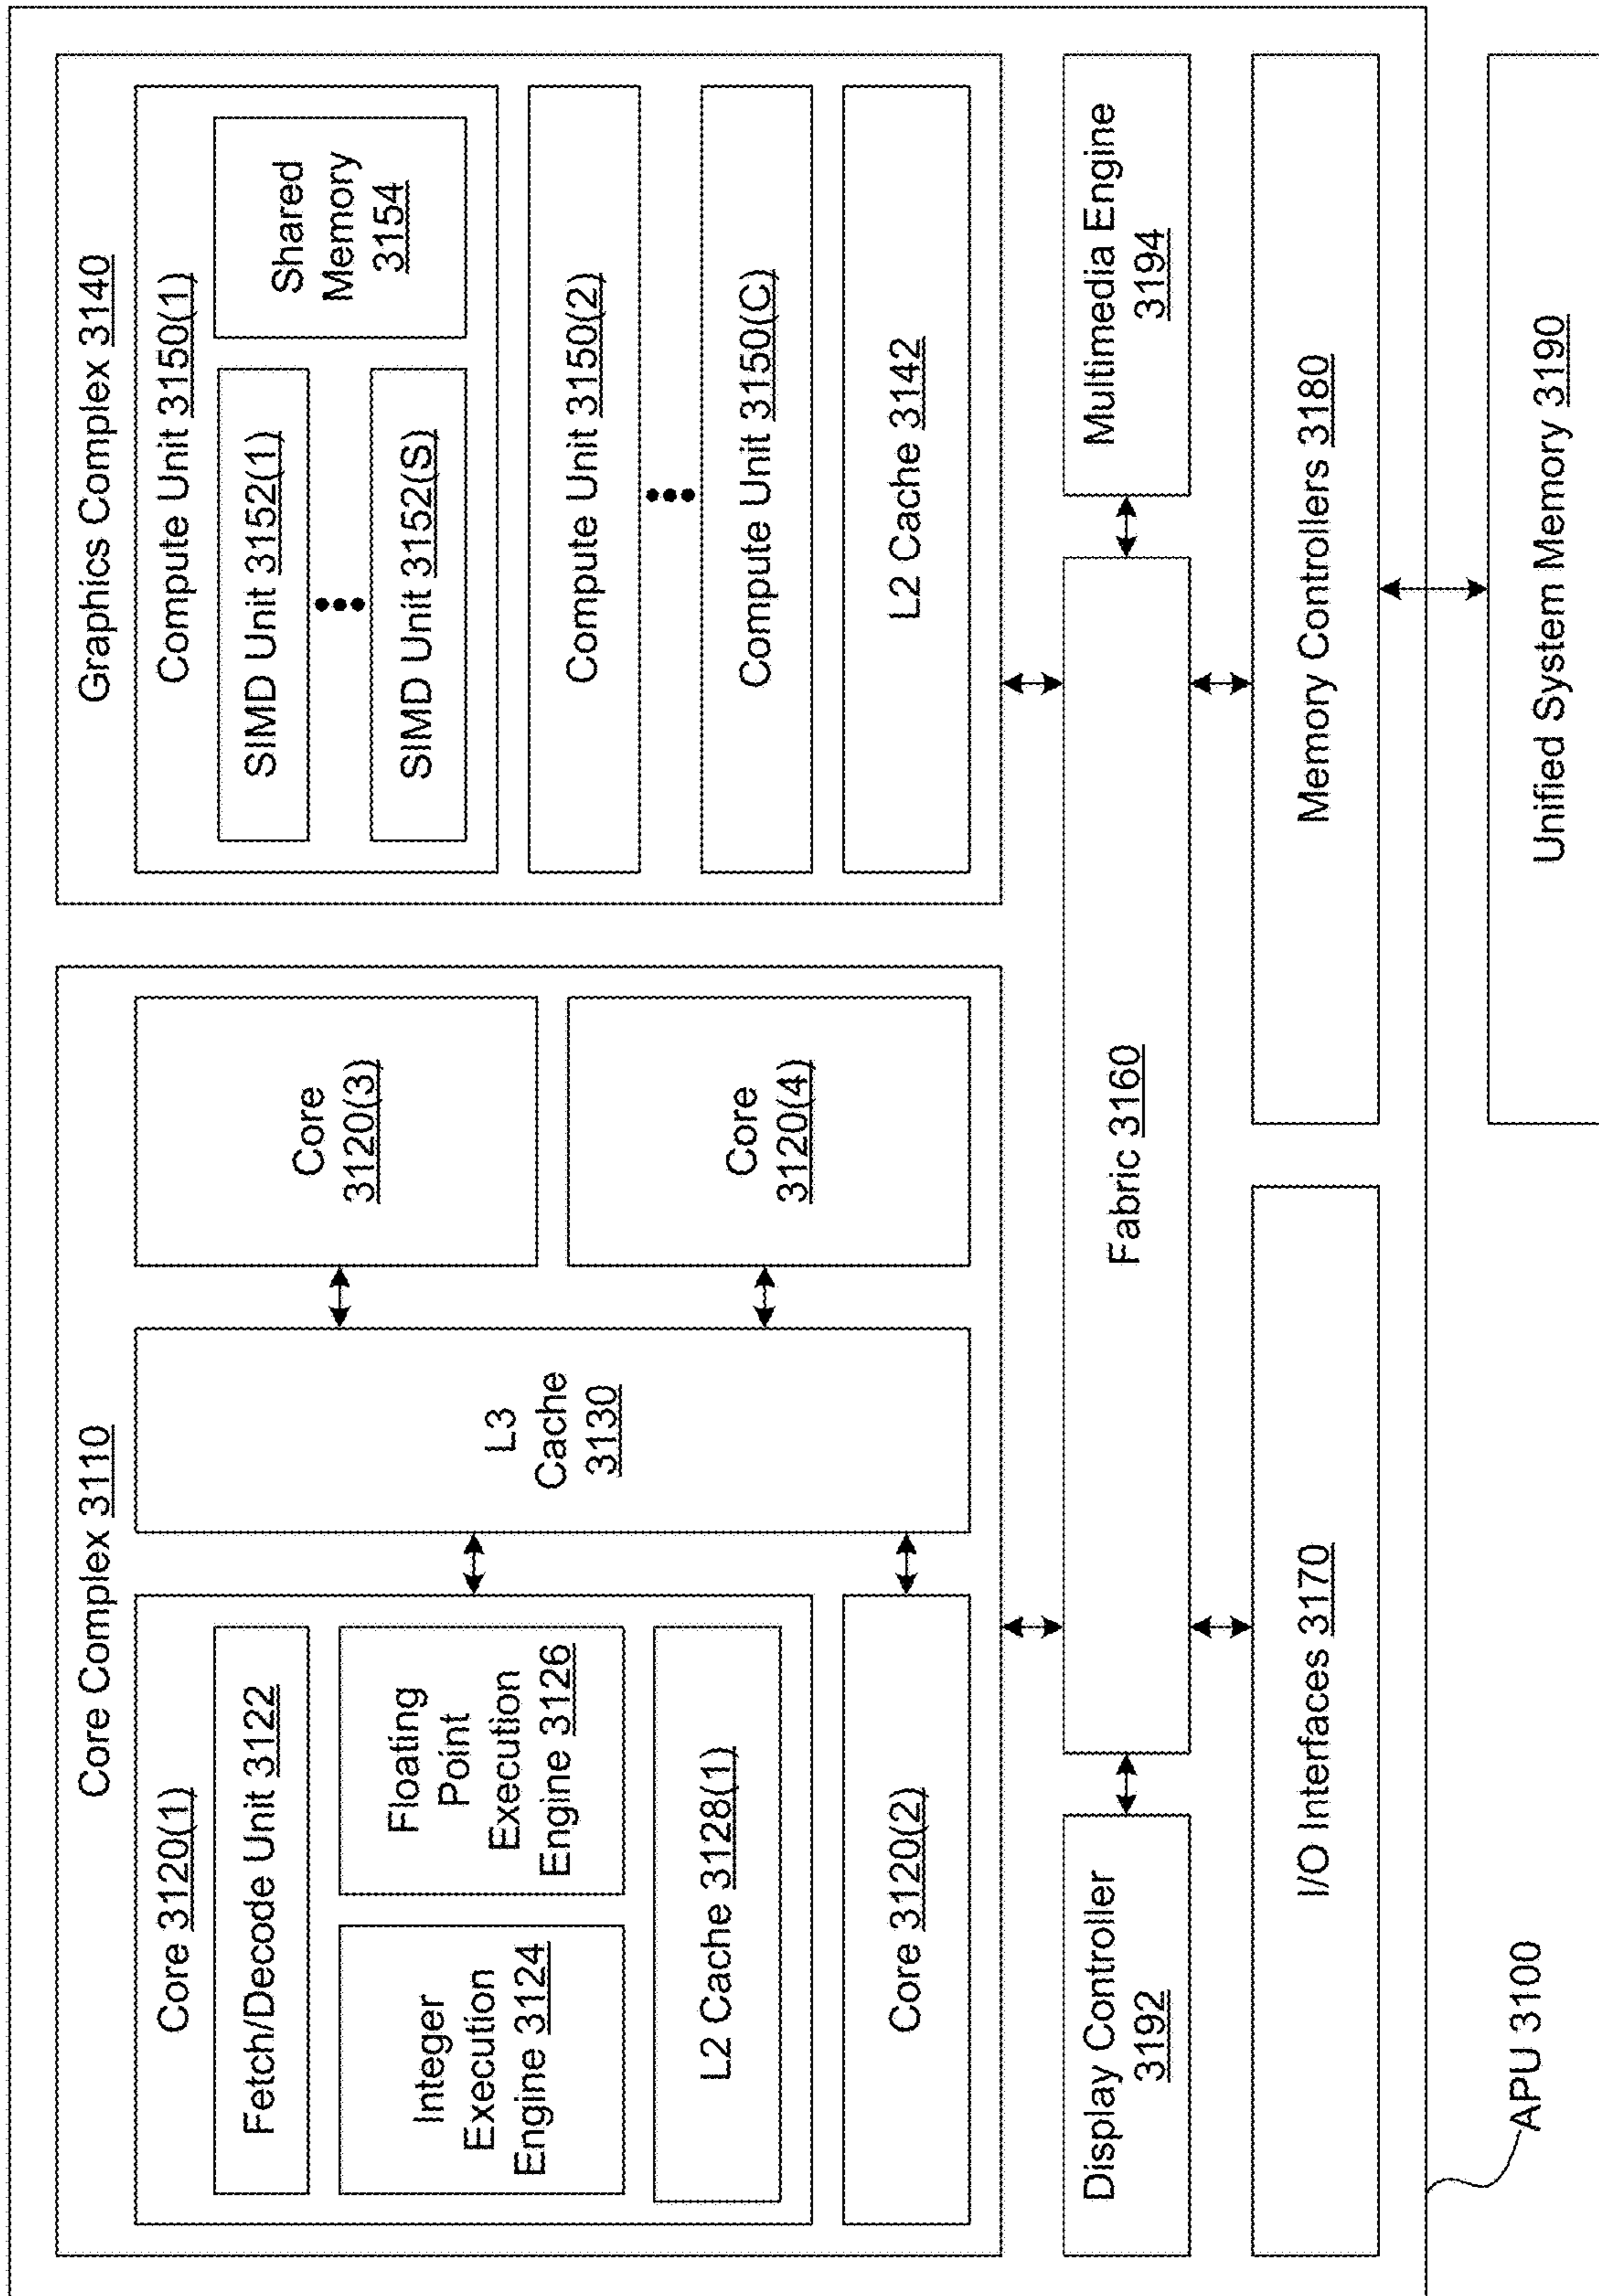 Core Complex 3110
Core 3120(1)
Fetch/Decode Unit 3122
Integer
Execution
Engine 3124
Floating
Point
Execution
Engine 3126
L2 Cache 3128(1)
Core 3120(2)
L3
Cache
3130
Core
3120(3)
Core
3120(4)
Graphics Complex 3140
Compute Unit 3150(1)
SIMD Unit 3152(1)
SIMD Unit 3152(S)
Shared
Memory
3154
Compute Unit 3150(2)
Compute Unit 3150(C)
L2 Cache 3142
Display Controller
3192
Fabric 3160
Multimedia Engine
3194
I/O Interfaces 3170
Memory Controllers 3180
APU 3100
Unified System Memory 3190